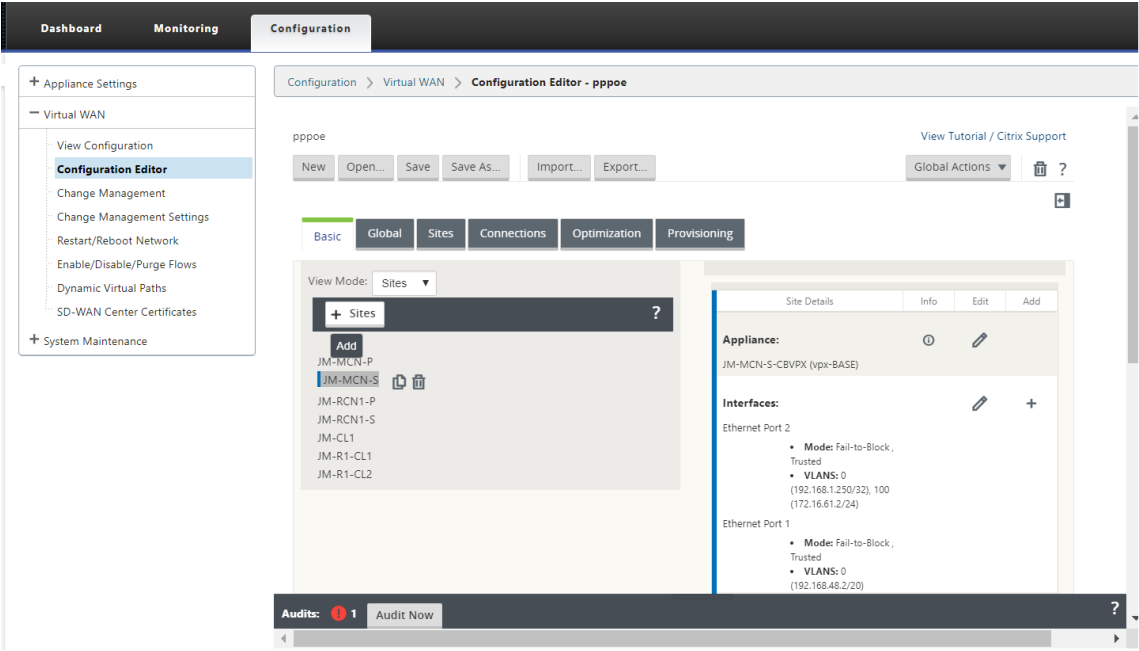 Dashboard Monitoring Configuration
+ Appliance Settings
− Virtual WAN
View Configuration
Configuration Editor
Change Management
Change Management Settings
Restart/Reboot Network
Enable/Disable/Purge Flows
Dynamic Virtual Paths
SD-WAN Center Certificates
+ System Maintenance
Configuration > Virtual WAN > Configuration Editor - pppoe
pppoe
View Tutorial / Citrix Support
New Open... Save Save As... Import... Export... Global Actions ▼ ?
Basic Global Sites Connections Optimization Provisioning
View Mode: Sites ▼
+ Sites ?
Add
JM-MCN-P
JM-MCN-S
JM-RCN1-P
JM-RCN1-S
JM-CL1
JM-R1-CL1
JM-R1-CL2
Site Details Info Edit Add
Appliance:
JM-MCN-S-CBVPX (vpx-BASE)
Interfaces: +
Ethernet Port 2
• Mode: Fail-to-Block ,
Trusted
• VLANS: 0
(192.168.1.250/32), 100
(172.16.61.2/24)
Ethernet Port 1
• Mode: Fail-to-Block ,
Trusted
• VLANS: 0
(192.168.48.2/20)
Audits: ! 1 Audit Now ?